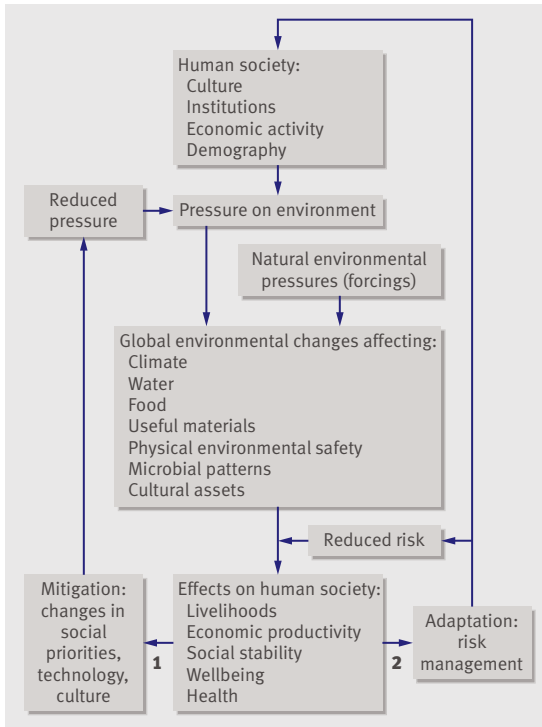 Human society:
Culture
Institutions
Economic activity
Demography
Reduced
pressure
Pressure on environment
Natural environmental
pressures (forcings)
Global environmental changes affecting:
Climate
Water
Food
Useful materials
Physical environmental safety
Microbial patterns
Cultural assets
Reduced risk
Mitigation:
changes in
social
priorities,
technology,
culture
1
Effects on human society:
Livelihoods
Economic productivity
Social stability
Wellbeing
Health
2
Adaptation:
risk
management